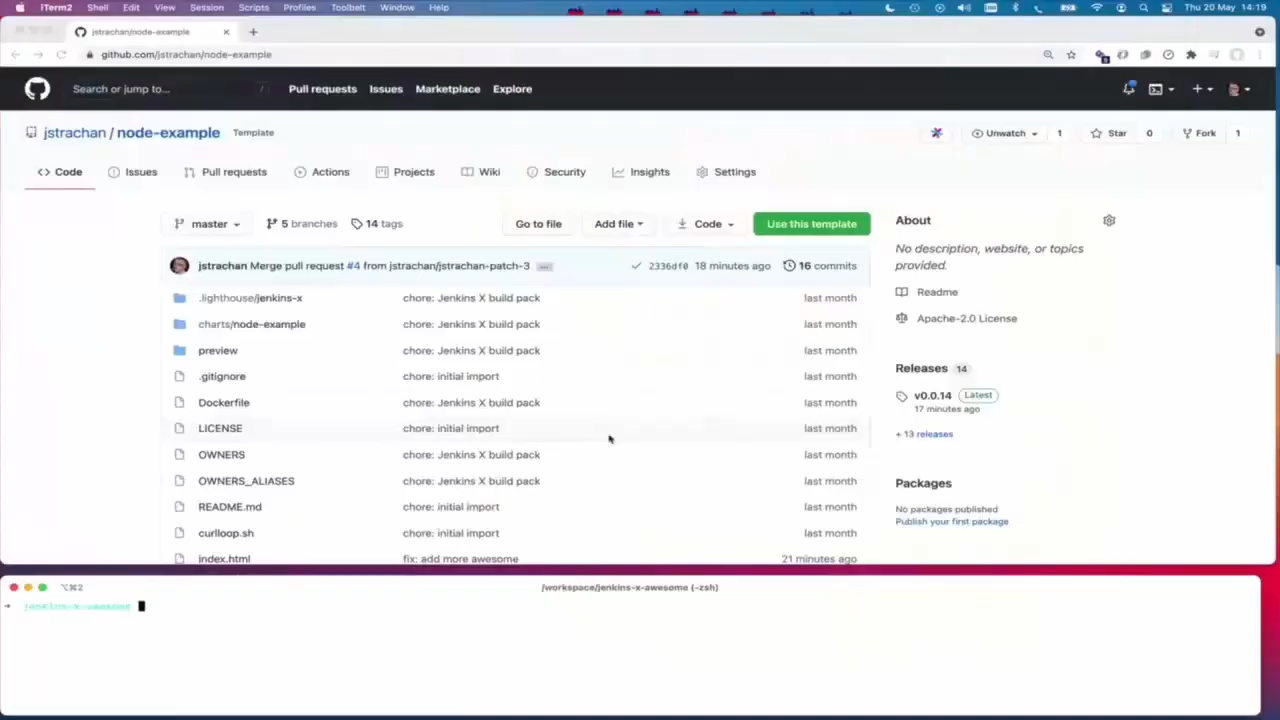 iTerm2 Shell Edit View Session Scripts Profiles Toolbelt Window Help Thu 20 May 14:19
jstrachan/node-example
github.com/jstrachan/node-example
Search or jump to... / Pull requests Issues Marketplace Explore
jstrachan / node-example Template Unwatch 1 Star 0 Fork 1
<> Code Issues Pull requests Actions Projects Wiki Security Insights Settings
master 5 branches 14 tags Go to file Add file Code Use this template
jstrachan Merge pull request #4 from jstrachan/jstrachan-patch-3 ... 2336df0 18 minutes ago 16 commits
.lighthouse/jenkins-x chore: Jenkins X build pack last month
charts/node-example chore: Jenkins X build pack last month
preview chore: Jenkins X build pack last month
.gitignore chore: initial import last month
Dockerfile chore: Jenkins X build pack last month
LICENSE chore: initial import last month
OWNERS chore: Jenkins X build pack last month
OWNERS_ALIASES chore: Jenkins X build pack last month
README.md chore: initial import last month
curlloop.sh chore: initial import last month
index.html fix: add more awesome 21 minutes ago
About
No description, website, or topics
provided.
Readme
Apache-2.0 License
Releases 14
v0.0.14 Latest
17 minutes ago
+ 13 releases
Packages
No packages published
Publish your first package
⌥⌘2 /workspace/jenkins-x-awesome (-zsh)
→ jenkins-x-awesome